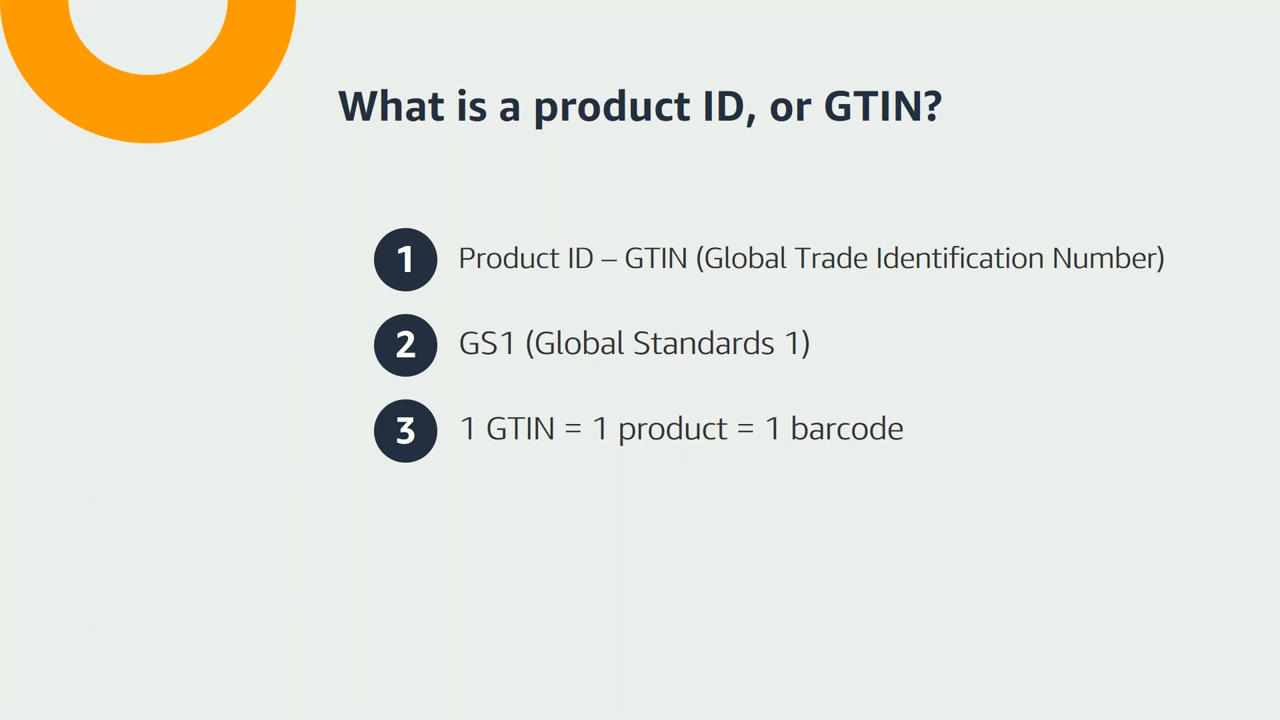 What is a product ID, or GTIN?
1 Product ID – GTIN (Global Trade Identification Number)
2 GS1 (Global Standards 1)
3 1 GTIN = 1 product = 1 barcode